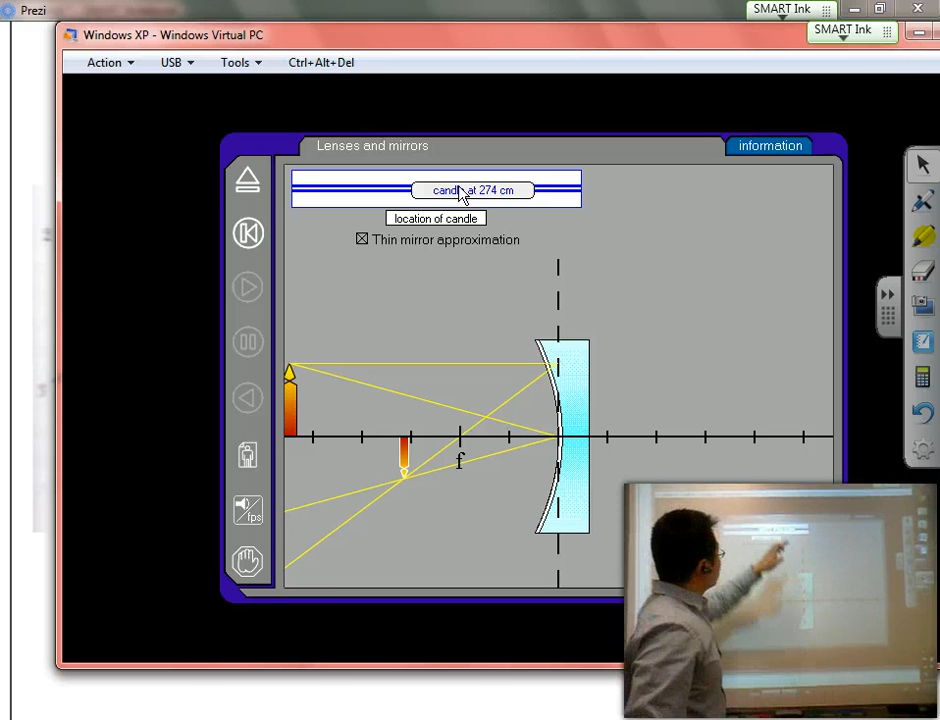 Prezi
SMART Ink
Windows XP - Windows Virtual PC
SMART Ink
Action USB Tools Ctrl+Alt+Del
Lenses and mirrors
information
at 274 cm
location of candle
Thin mirror approximation
f
fps